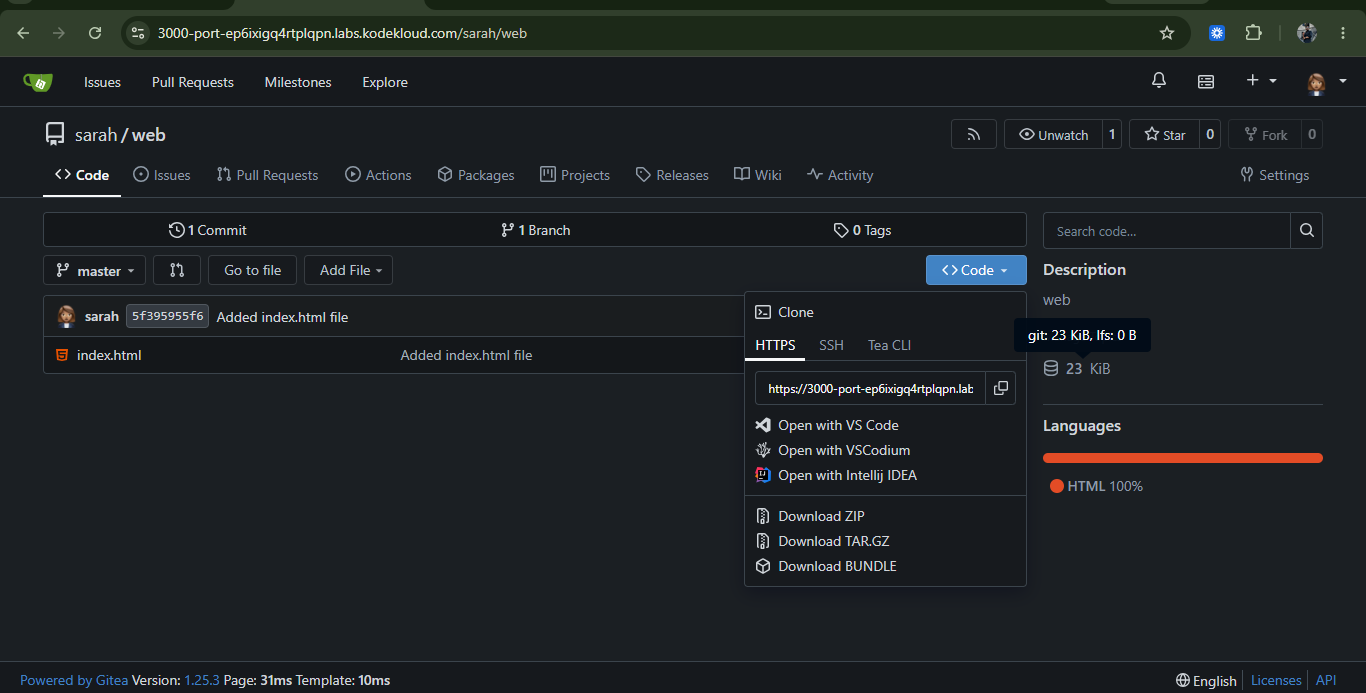 3000-port-ep6ixigq4rtplqpn.labs.kodekloud.com/sarah/web
Issues Pull Requests Milestones Explore
sarah / web
Unwatch 1 Star 0 Fork 0
Code Issues Pull Requests Actions Packages Projects Releases Wiki Activity Settings
1 Commit 1 Branch 0 Tags
Search code...
master Go to file Add File Code
Description
sarah 5f395955f6 Added index.html file
web
Clone
git: 23 KiB, lfs: 0 B
HTTPS SSH Tea CLI
index.html Added index.html file
23 KiB
https://3000-port-ep6ixigq4rtplqpn.lab
Open with VS Code
Languages
Open with VSCodium
Open with Intellij IDEA
HTML 100%
Download ZIP
Download TAR.GZ
Download BUNDLE
Powered by Gitea Version: 1.25.3 Page: 31ms Template: 10ms
English Licenses API